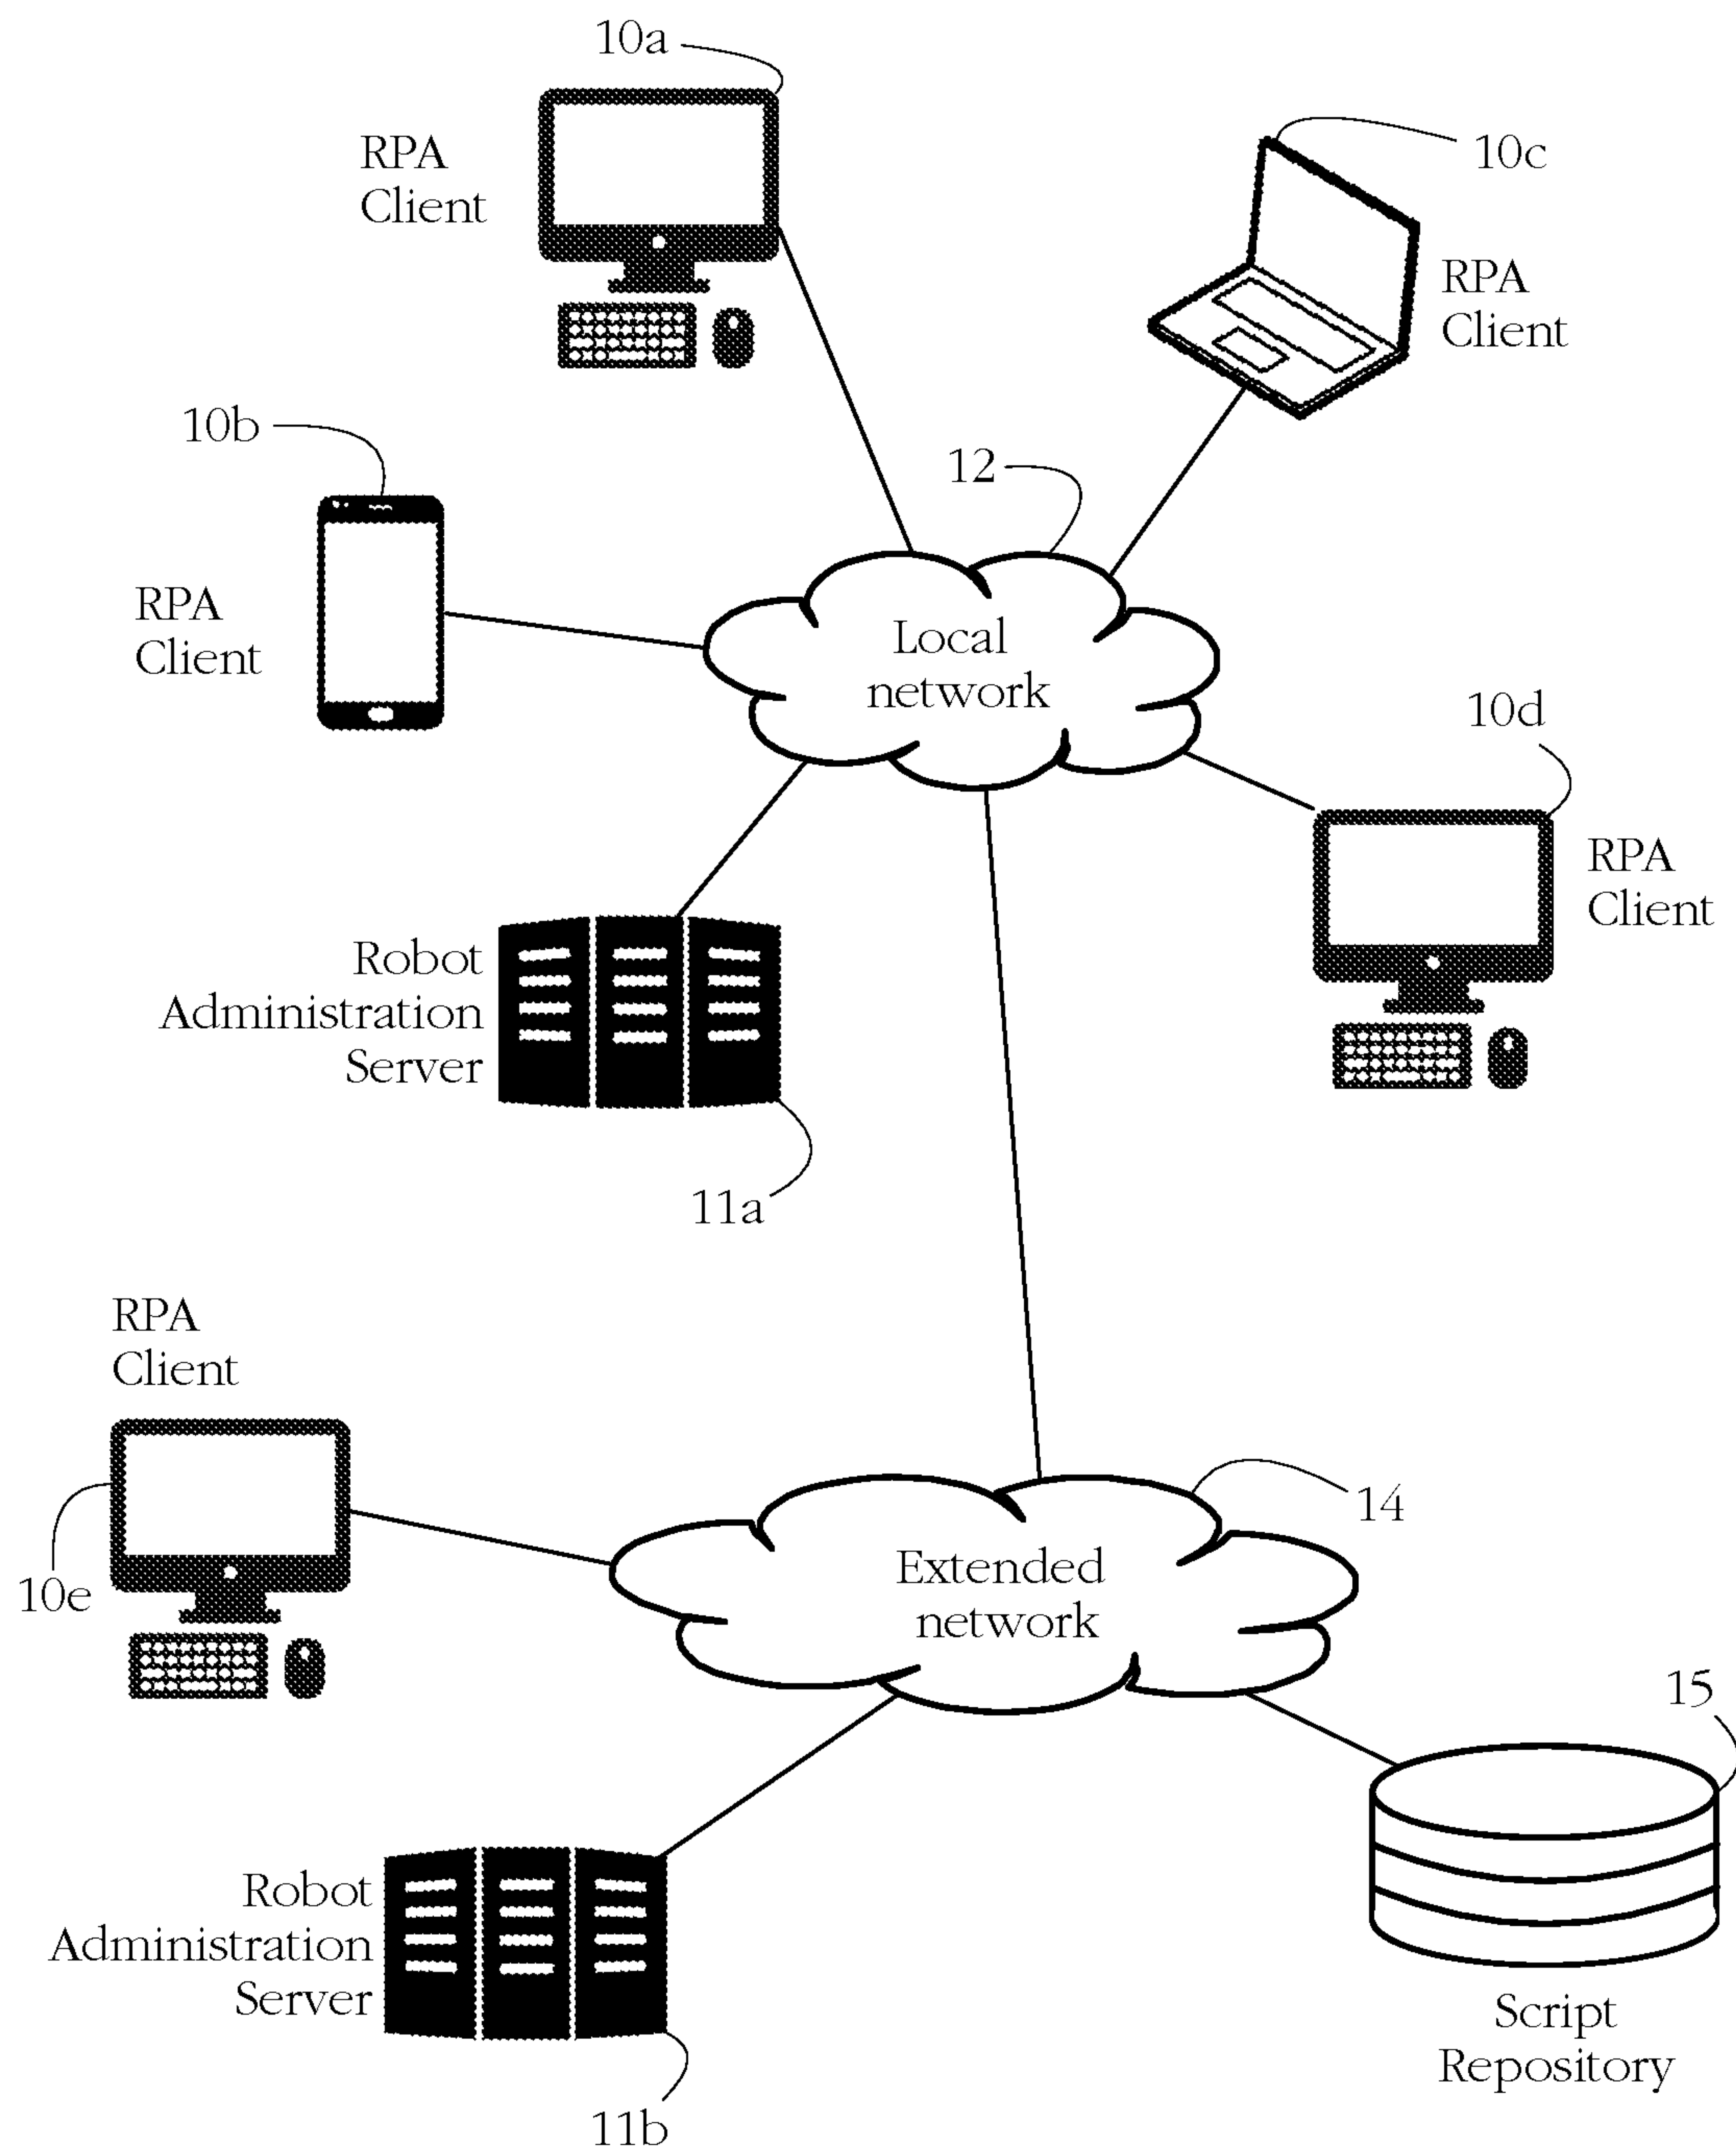 10a
RPA
Client
10c
RPA
Client
10b
RPA
Client
12
Local
network
10d
RPA
Client
Robot
Administration
Server
11a
RPA
Client
10e
14
Extended
network
15
Robot
Administration
Server
11b
Script
Repository